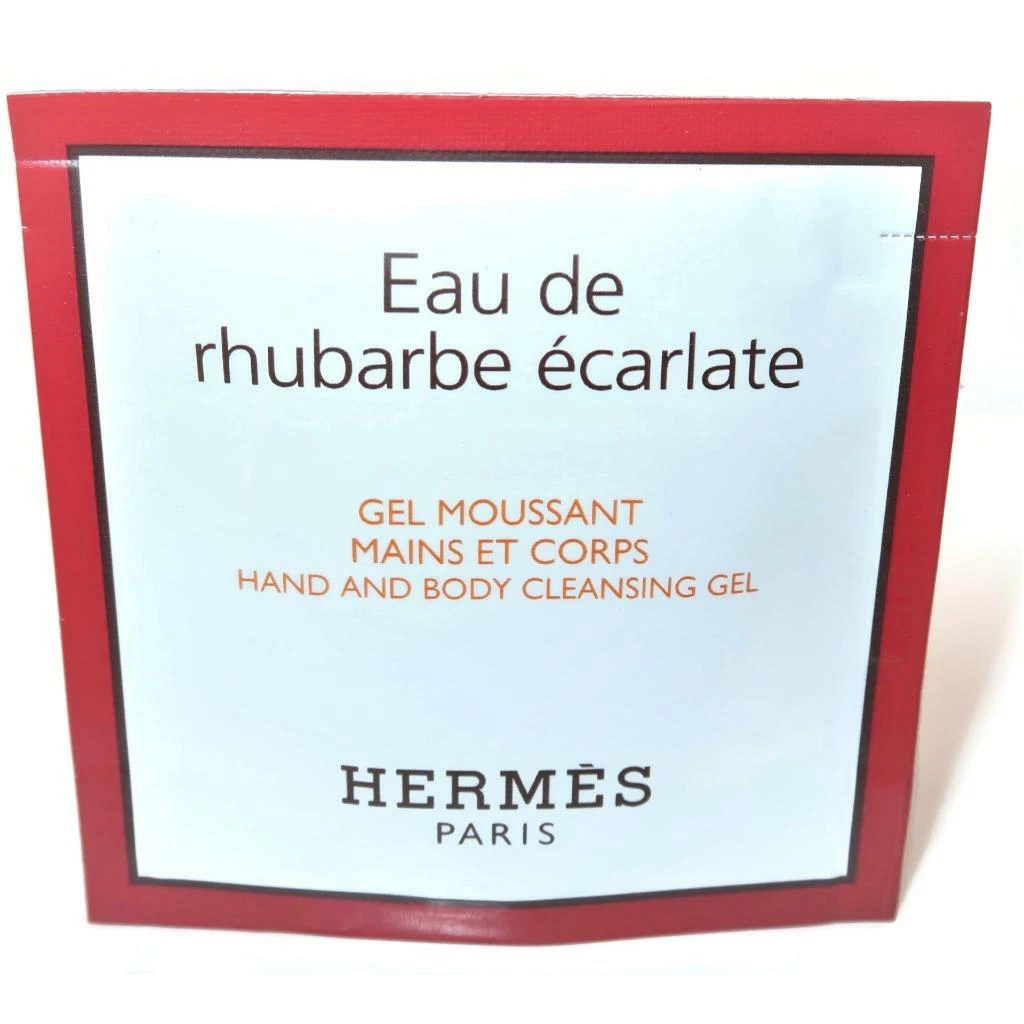 Eau de
rhubarbe écarlate
GEL MOUSSANT
MAINS ET CORPS
HAND AND BODY CLEANSING GEL
HERMÈS
PARIS